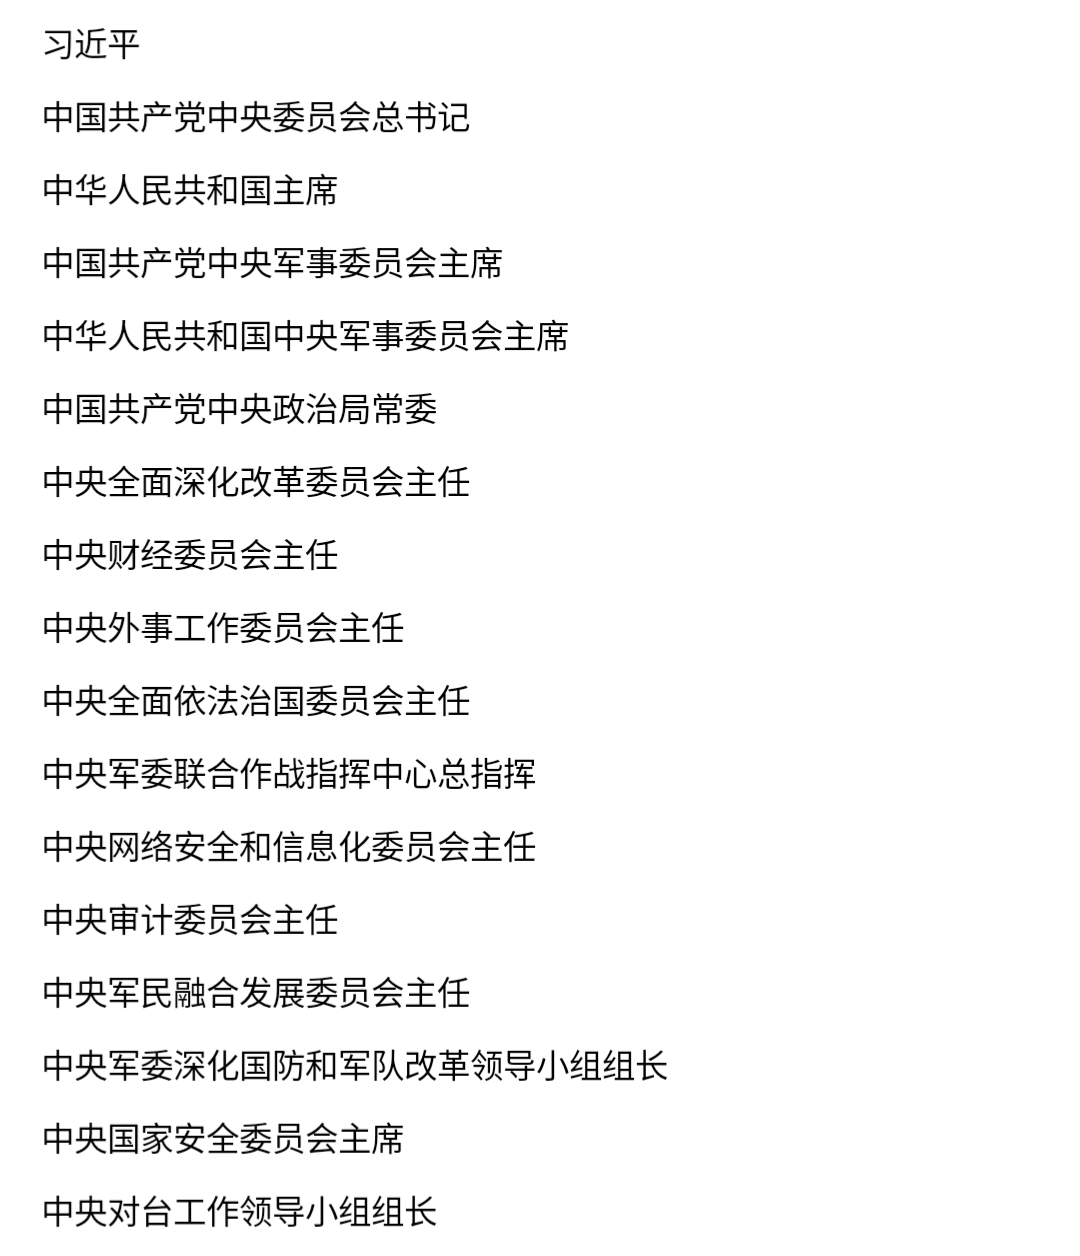 习近平
中国共产党中央委员会总书记
中华人民共和国主席
中国共产党中央军事委员会主席
中华人民共和国中央军事委员会主席
中国共产党中央政治局常委
中央全面深化改革委员会主任
中央财经委员会主任
中央外事工作委员会主任
中央全面依法治国委员会主任
中央军委联合作战指挥中心总指挥
中央网络安全和信息化委员会主任
中央审计委员会主任
中央军民融合发展委员会主任
中央军委深化国防和军队改革领导小组组长
中央国家安全委员会主席
中央对台工作领导小组组长